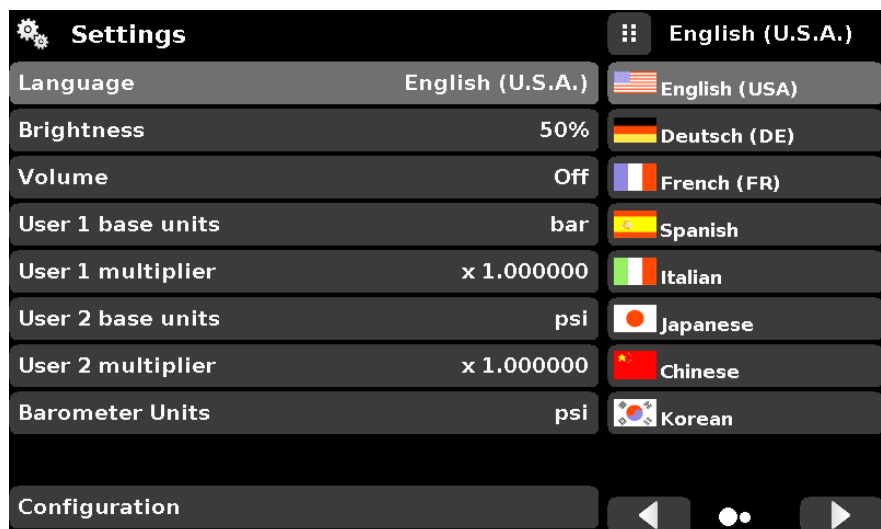 Settings
English (U.S.A.)
Language English (U.S.A.)
Brightness 50%
Volume Off
User 1 base units bar
User 1 multiplier x 1.000000
User 2 base units psi
User 2 multiplier x 1.000000
Barometer Units psi
Configuration
English (USA)
Deutsch (DE)
French (FR)
Spanish
Italian
Japanese
Chinese
Korean